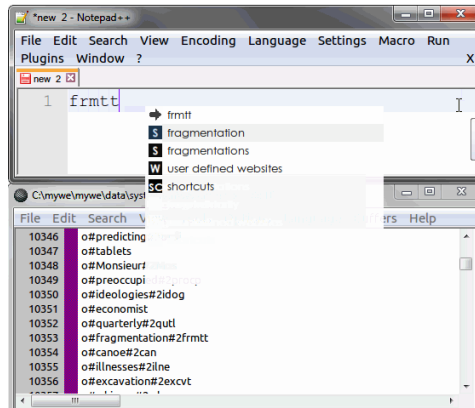 *new 2 - Notepad++
File Edit Search View Encoding Language Settings Macro Run
Plugins Window ? X
new 2
1 frmtt
frmtt
S fragmentation
S fragmentations
W user defined websites
SC shortcuts
C:\mywe\mywe\data\syst
File Edit Search V ers Help
10346 o#predicting
10347 o#tablets
10348 o#Monsieur#
10349 o#preoccupi
10350 o#ideologies#2idog
10351 o#economist
10352 o#quarterly#2qutl
10353 o#fragmentation#2frmtt
10354 o#canoe#2can
10355 o#illnesses#2ilne
10356 o#excavation#2excvt